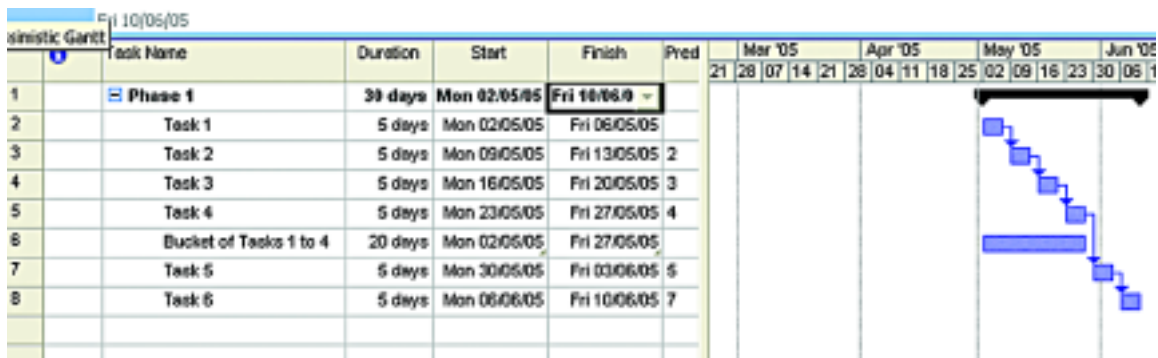 Fri 10/06/05
simistic Gantt
Task Name Duration Start Finish Pred Mar '05 Apr '05 May '05 Jun '05
21 28 07 14 21 28 04 11 18 25 02 09 16 23 30 06 1
1 Phase 1 30 days Mon 02/05/05 Fri 10/06/0
2 Task 1 5 days Mon 02/05/05 Fri 06/05/05
3 Task 2 5 days Mon 09/05/05 Fri 13/05/05 2
4 Task 3 5 days Mon 16/05/05 Fri 20/05/05 3
5 Task 4 5 days Mon 23/05/05 Fri 27/05/05 4
6 Bucket of Tasks 1 to 4 20 days Mon 02/05/05 Fri 27/05/05
7 Task 5 5 days Mon 30/05/05 Fri 03/06/05 5
8 Task 6 5 days Mon 06/06/05 Fri 10/06/05 7